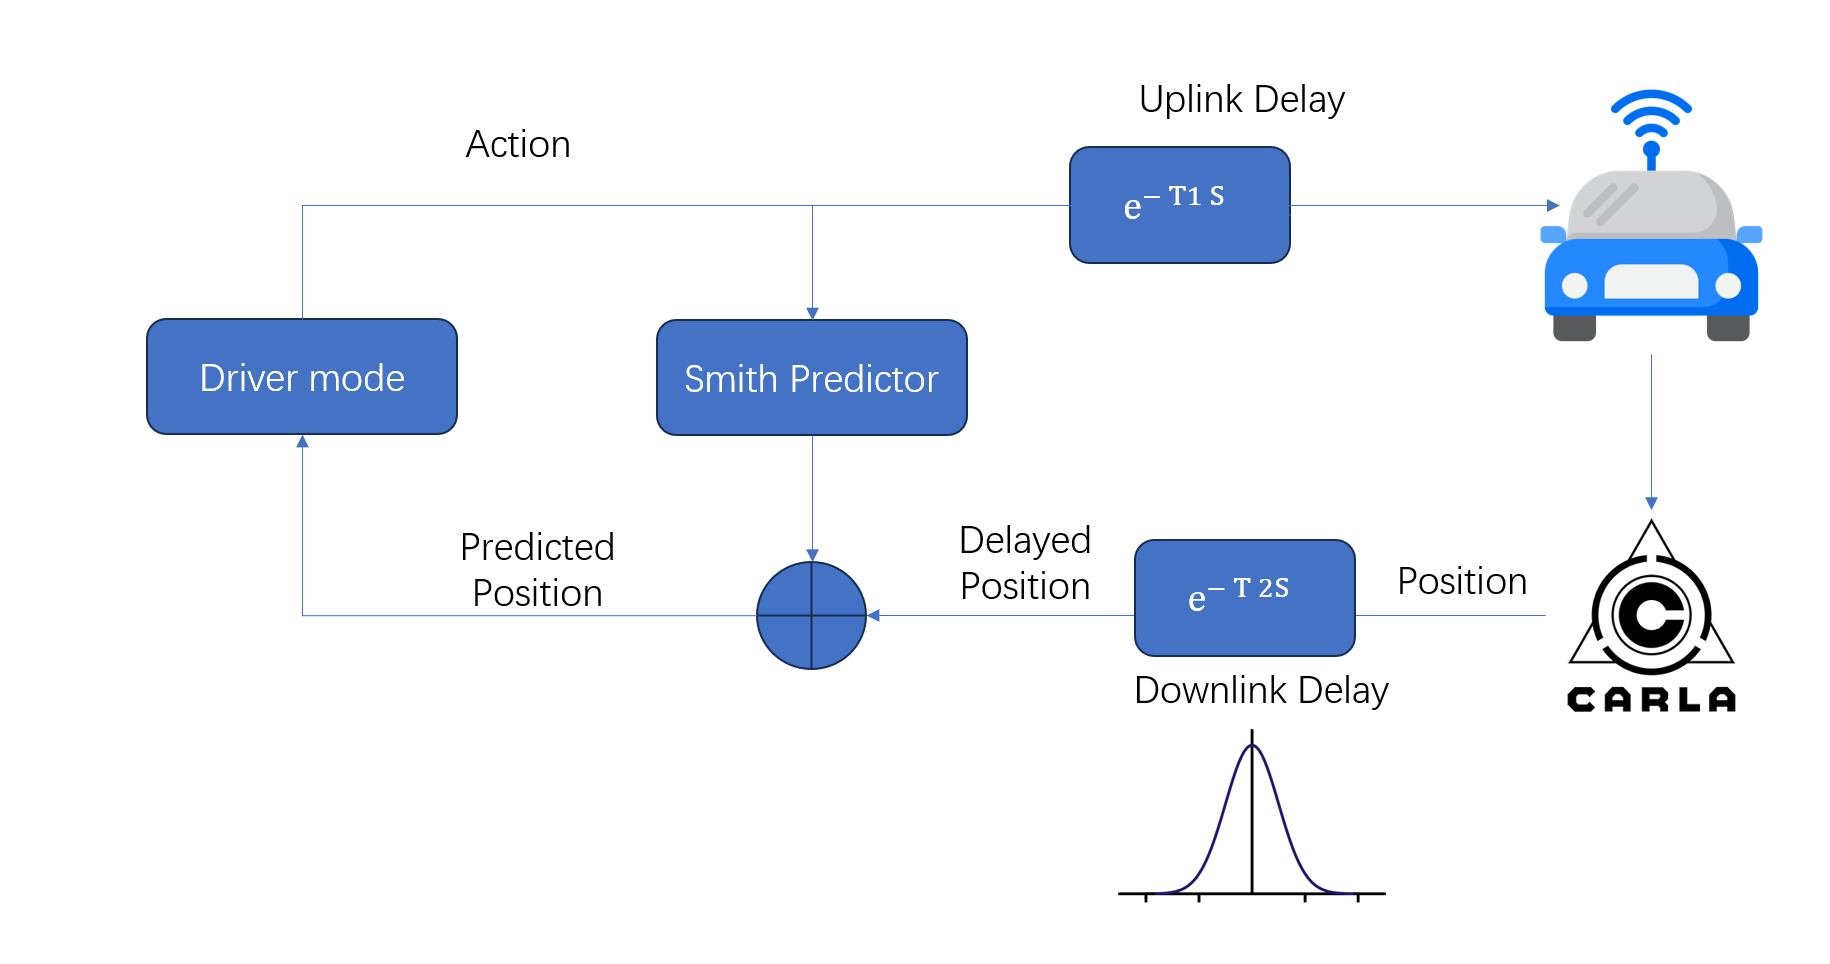 Uplink Delay
Action
e− T1 S
Driver mode
Smith Predictor
Predicted
Position
Delayed
Position
e− T 2S
Position
Downlink Delay
CARLA